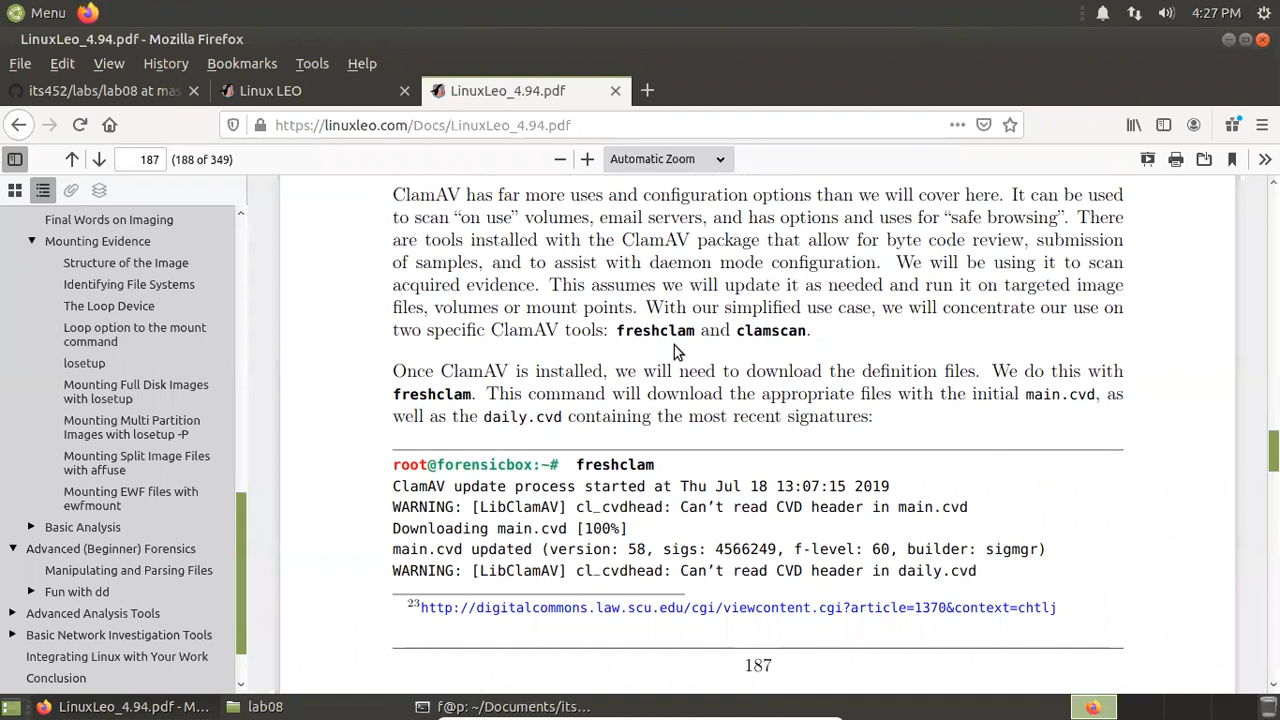 Menu
4:27 PM
LinuxLeo_4.94.pdf - Mozilla Firefox
File Edit View History Bookmarks Tools Help
its452/labs/lab08 at mas
Linux LEO
LinuxLeo_4.94.pdf
https://linuxleo.com/Docs/LinuxLeo_4.94.pdf
187 (188 of 349)
Automatic Zoom
Final Words on Imaging
Mounting Evidence
Structure of the Image
Identifying File Systems
The Loop Device
Loop option to the mount
command
losetup
Mounting Full Disk Images
with losetup
Mounting Multi Partition
Images with losetup -P
Mounting Split Image Files
with affuse
Mounting EWF files with
ewfmount
Basic Analysis
Advanced (Beginner) Forensics
Manipulating and Parsing Files
Fun with dd
Advanced Analysis Tools
Basic Network Investigation Tools
Integrating Linux with Your Work
Conclusion
ClamAV has far more uses and configuration options than we will cover here. It can be used
to scan “on use” volumes, email servers, and has options and uses for “safe browsing”. There
are tools installed with the ClamAV package that allow for byte code review, submission
of samples, and to assist with daemon mode configuration. We will be using it to scan
acquired evidence. This assumes we will update it as needed and run it on targeted image
files, volumes or mount points. With our simplified use case, we will concentrate our use on
two specific ClamAV tools: freshclam and clamscan.
Once ClamAV is installed, we will need to download the definition files. We do this with
freshclam. This command will download the appropriate files with the initial main.cvd, as
well as the daily.cvd containing the most recent signatures:
root@forensicbox:~# freshclam
ClamAV update process started at Thu Jul 18 13:07:15 2019
WARNING: [LibClamAV] cl_cvdhead: Can’t read CVD header in main.cvd
Downloading main.cvd [100%]
main.cvd updated (version: 58, sigs: 4566249, f-level: 60, builder: sigmgr)
WARNING: [LibClamAV] cl_cvdhead: Can’t read CVD header in daily.cvd
23http://digitalcommons.law.scu.edu/cgi/viewcontent.cgi?article=1370&context=chtlj
187
LinuxLeo_4.94.pdf - M...
lab08
f@p: ~/Documents/its...